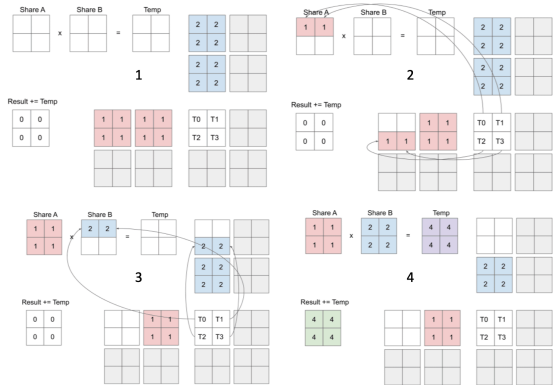 Share A Share B Temp
x =
2 2
2 2
2 2
2 2
1
Result += Temp
0 0
0 0
1 1 1 1
1 1 1 1
T0 T1
T2 T3
Share A Share B Temp
1 1
x =
2 2
2 2
2 2
2 2
2
Result += Temp
0 0
0 0
1 1
1 1 1 1
T0 T1
T2 T3
Share A Share B Temp
1 1 2 2
x =
1 1
2 2
2 2
2 2
3
Result += Temp
0 0
0 0
1 1
1 1
T0 T1
T2 T3
Share A Share B Temp
1 1 2 2 4 4
x =
1 1 2 2 4 4
2 2
2 2
4
Result += Temp
4 4
4 4
1 1
1 1
T0 T1
T2 T3